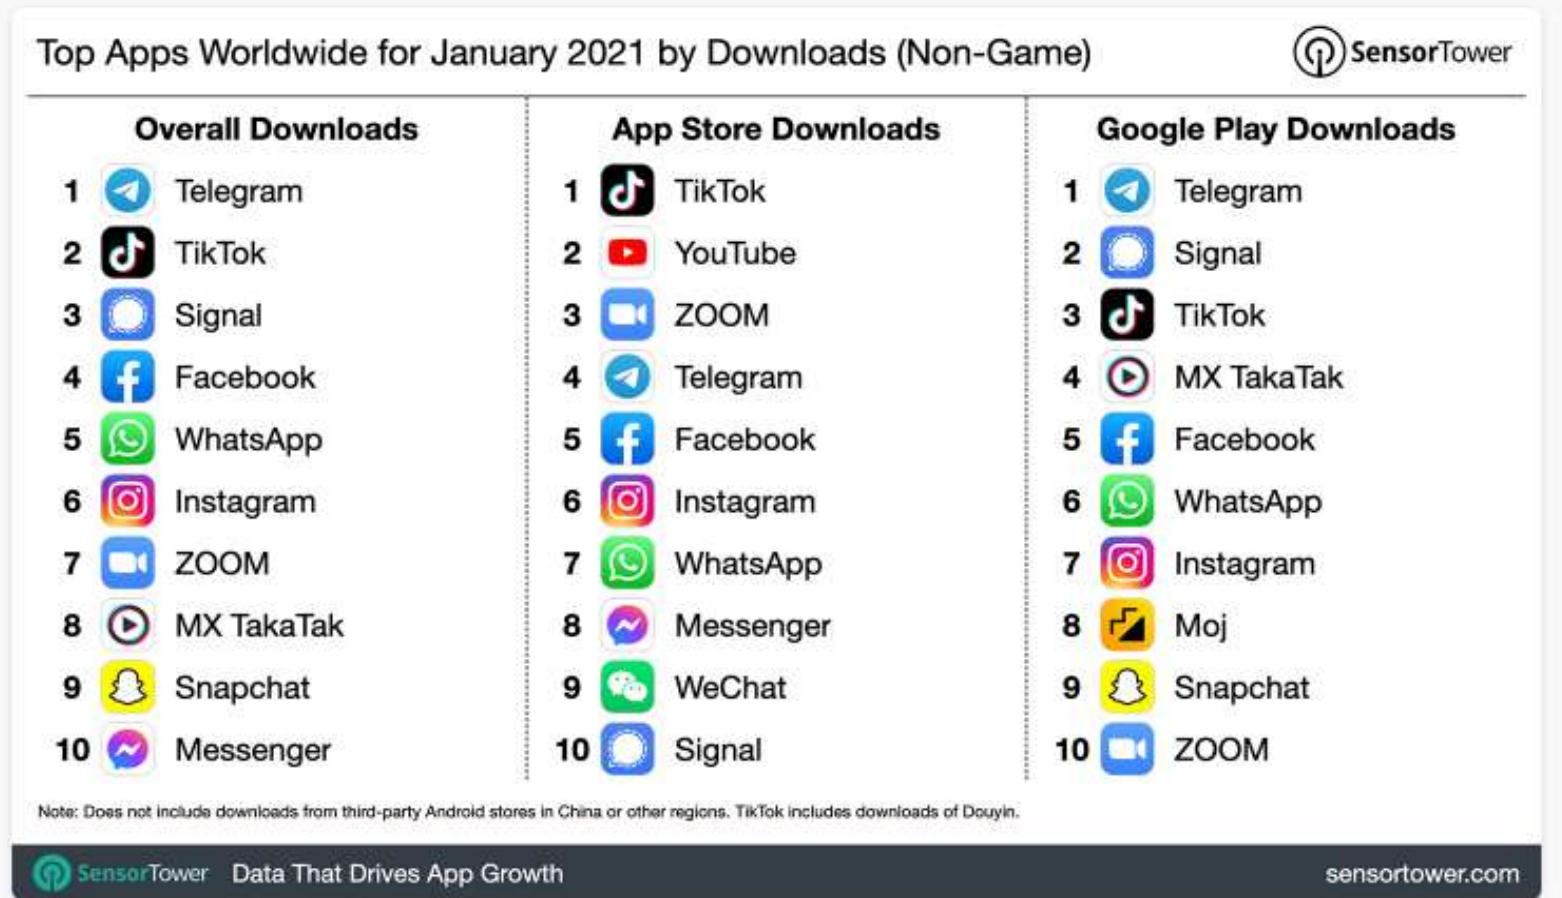 Top Apps Worldwide for January 2021 by Downloads (Non-Game)
SensorTower
Overall Downloads
1 Telegram
2 TikTok
3 Signal
4 Facebook
5 WhatsApp
6 Instagram
7 ZOOM
8 MX TakaTak
9 Snapchat
10 Messenger
App Store Downloads
1 TikTok
2 YouTube
3 ZOOM
4 Telegram
5 Facebook
6 Instagram
7 WhatsApp
8 Messenger
9 WeChat
10 Signal
Google Play Downloads
1 Telegram
2 Signal
3 TikTok
4 MX TakaTak
5 Facebook
6 WhatsApp
7 Instagram
8 Moj
9 Snapchat
10 ZOOM
Note: Does not include downloads from third-party Android stores in China or other regions. TikTok includes downloads of Douyin.
SensorTower Data That Drives App Growth
sensortower.com